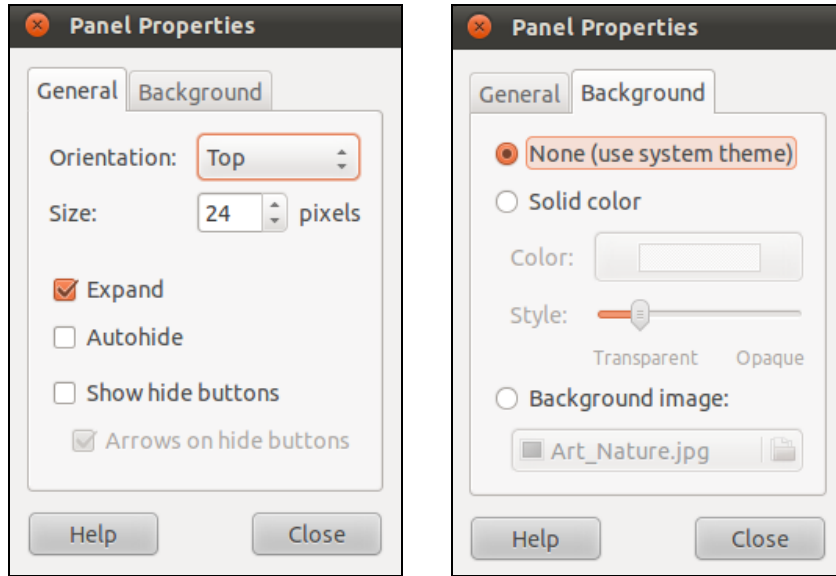 Panel Properties
General Background
Orientation: Top
Size: 24 pixels
Expand
Autohide
Show hide buttons
Arrows on hide buttons
Help Close
Panel Properties
General Background
None (use system theme)
Solid color
Color:
Style:
Transparent Opaque
Background image:
Art_Nature.jpg
Help Close